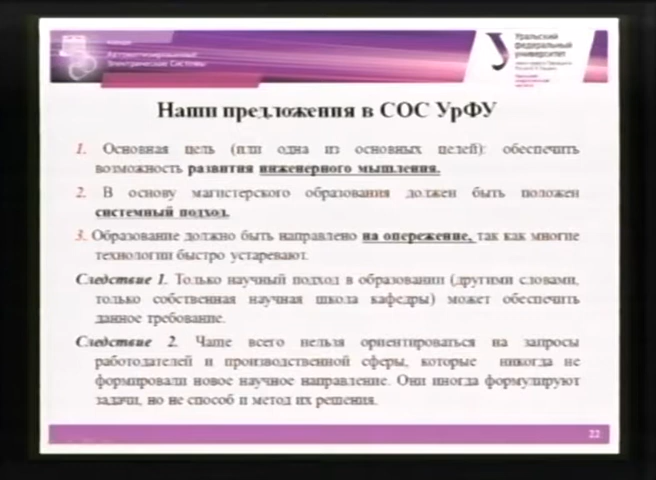 Кафедра
Автоматизированные
Электрические Системы
Уральский
федеральный
университет
Наши предложения в СОС УрФУ
1. Основная цель (или одна из основных целей): обеспечить
возможность развития инженерного мышления.
2. В основу магистерского образования должен быть положен
системный подход.
3. Образование должно быть направлено на опережение, так как многие
технологии быстро устаревают.
Следствие 1. Только научный подход в образовании (другими словами,
только собственная научная школа кафедры) может обеспечить
данное требование.
Следствие 2. Чаще всего нельзя ориентироваться на запросы
работодателей и производственной сферы, которые никогда не
формировали новое научное направление. Они иногда формулируют
задачи, но не способ и метод их решения.
22